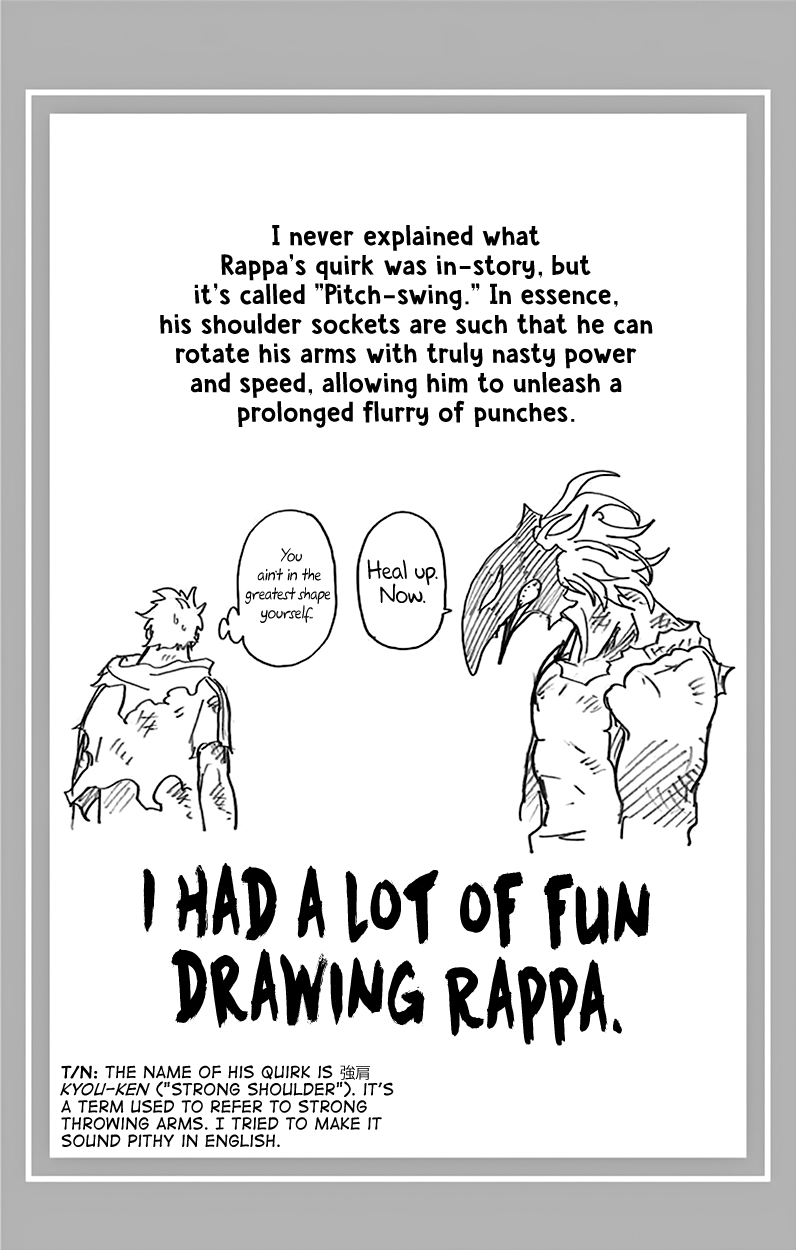 I never explained what
Rappa's quirk was in-story, but
it's called "Pitch-swing." In essence,
his shoulder sockets are such that he can
rotate his arms with truly nasty power
and speed, allowing him to unleash a
prolonged flurry of punches.
You
ain't in the
greatest shape
yourself.
Heal up.
Now.
I HAD A LOT OF FUN
DRAWING RAPPA.
T/N: THE NAME OF HIS QUIRK IS 強肩
KYOU-KEN ("STRONG SHOULDER"). IT'S
A TERM USED TO REFER TO STRONG
THROWING ARMS. I TRIED TO MAKE IT
SOUND PITHY IN ENGLISH.